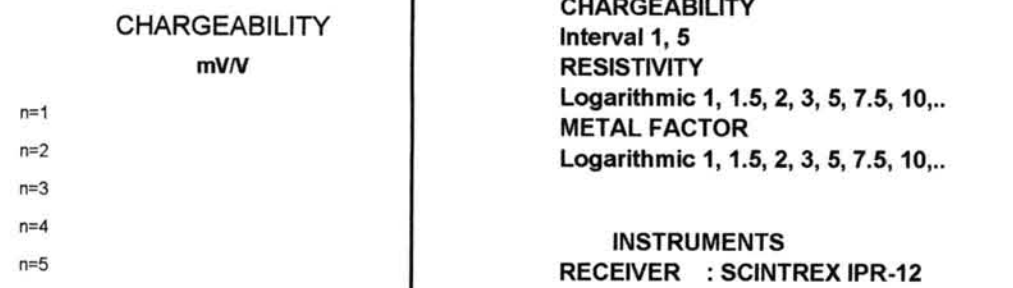 CHARGEABILITY
mV/V
n=1
n=2
n=3
n=4
n=5
CHARGEABILITY
Interval 1, 5
RESISTIVITY
Logarithmic 1, 1.5, 2, 3, 5, 7.5, 10,..
METAL FACTOR
Logarithmic 1, 1.5, 2, 3, 5, 7.5, 10,..
INSTRUMENTS
RECEIVER : SCINTREX IPR-12